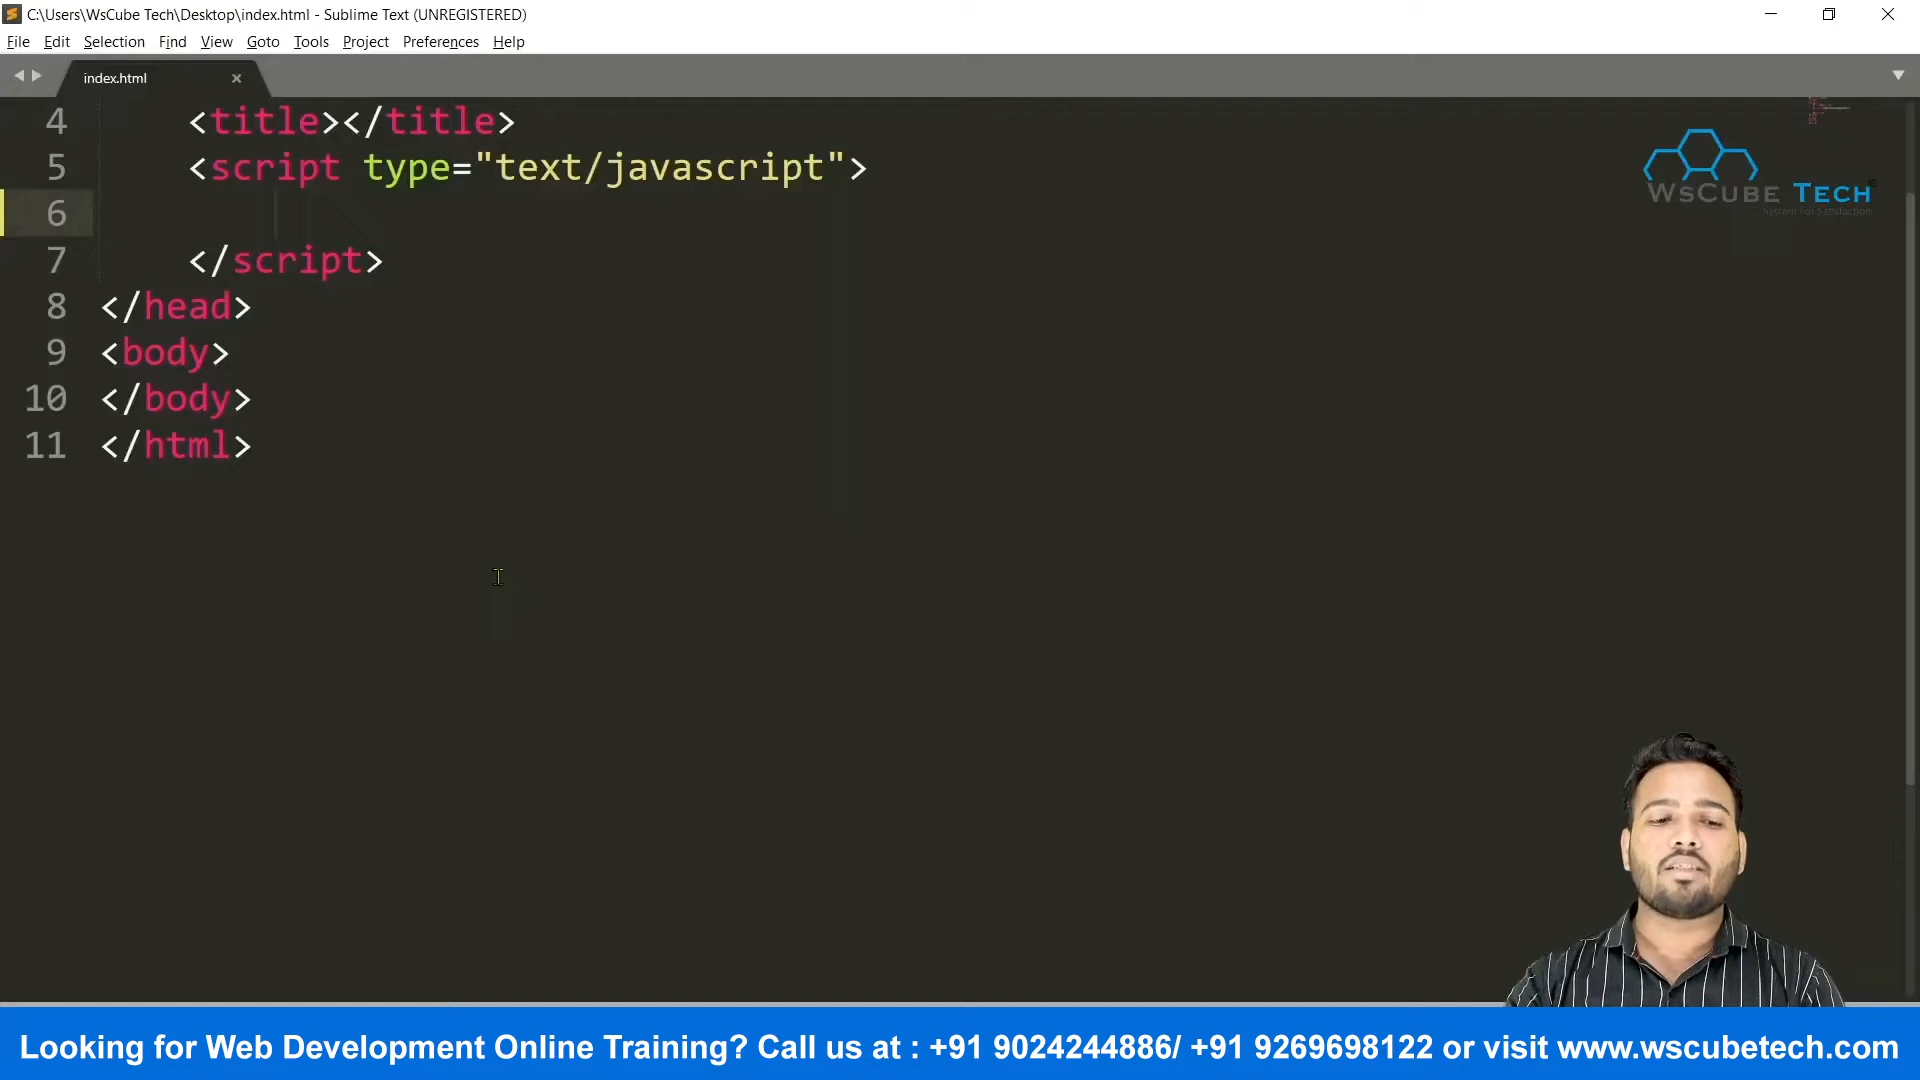 C:\Users\WsCube Tech\Desktop\index.html - Sublime Text (UNREGISTERED)
File Edit Selection Find View Goto Tools Project Preferences Help
index.html
4 <title></title>
5 <script type="text/javascript">
6
7 </script>
8 </head>
9 <body>
10 </body>
11 </html>
WsCube Tech
System For Satisfaction
Looking for Web Development Online Training? Call us at : +91 9024244886/ +91 9269698122 or visit www.wscubetech.com